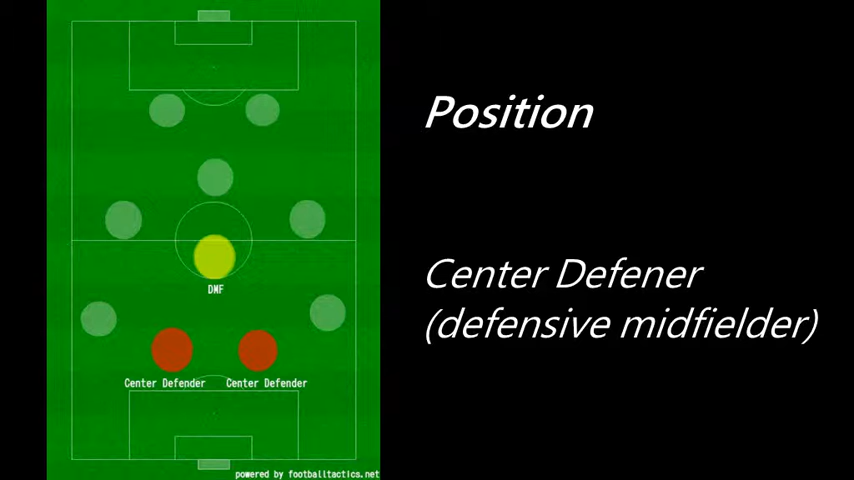 Position
Center Defener
(defensive midfielder)
DMF
Center Defender Center Defender
powered by footballtactics.net